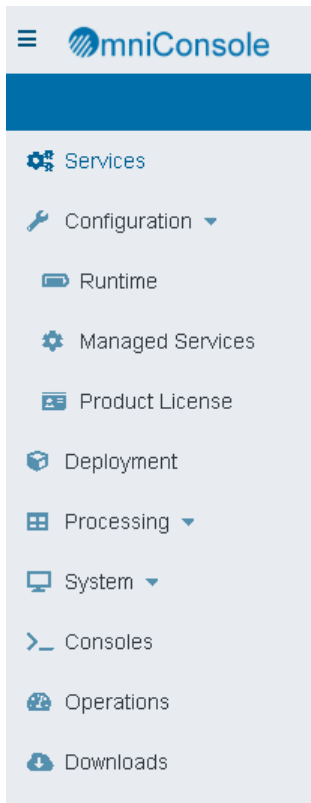 OmniConsole
Services
Configuration
Runtime
Managed Services
Product License
Deployment
Processing
System
Consoles
Operations
Downloads